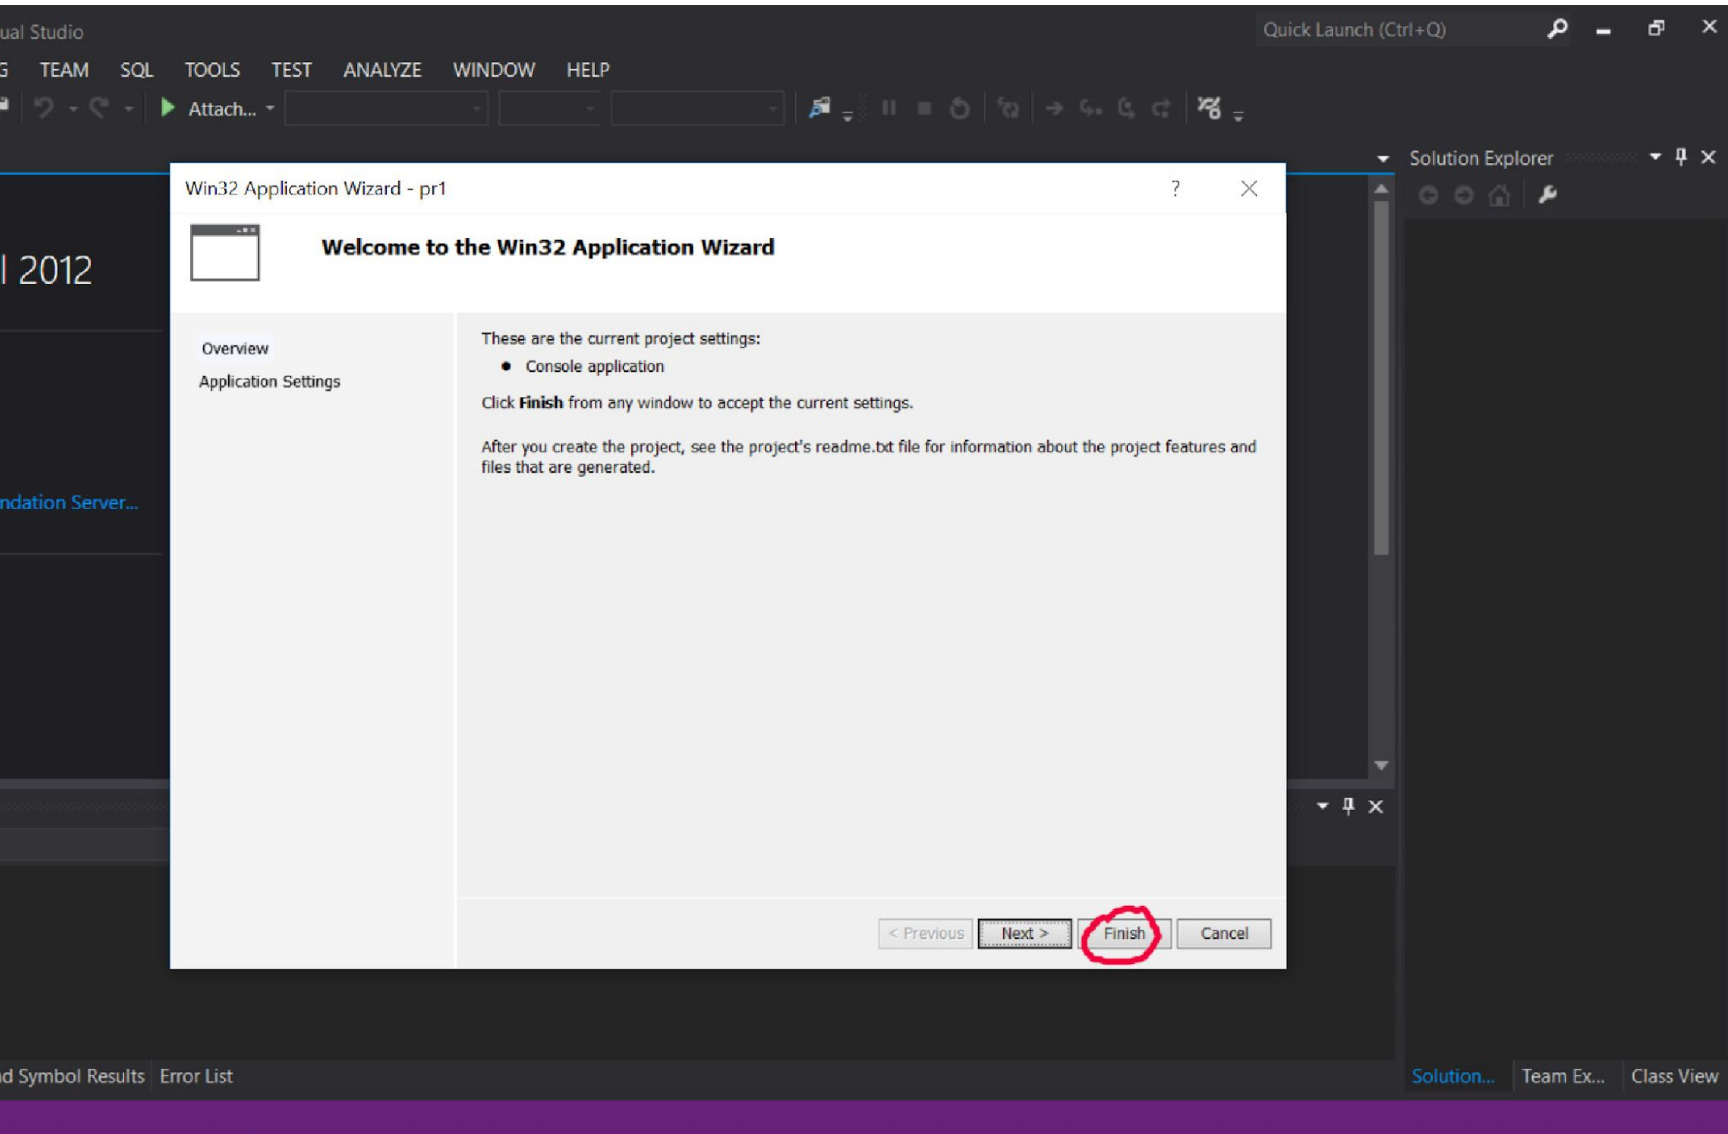 ual Studio
Quick Launch (Ctrl+Q)
G TEAM SQL TOOLS TEST ANALYZE WINDOW HELP
Attach...
Solution Explorer
Win32 Application Wizard - pr1
?
Welcome to the Win32 Application Wizard
l 2012
Overview
Application Settings
These are the current project settings:
● Console application
Click Finish from any window to accept the current settings.
After you create the project, see the project's readme.txt file for information about the project features and
files that are generated.
ndation Server...
< Previous
Next >
Finish
Cancel
nd Symbol Results
Error List
Solution...
Team Ex...
Class View